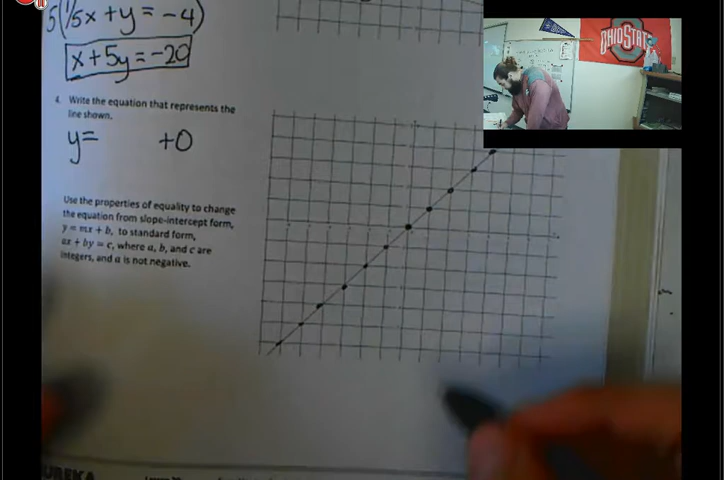 5(1/5x + y = -4)
x + 5y = -20
4. Write the equation that represents the
line shown.
y=        +0
Use the properties of equality to change
the equation from slope-intercept form,
y = mx + b, to standard form,
ax + by = c, where a, b, and c are
integers, and a is not negative.
OHIO STATE
EUREKA